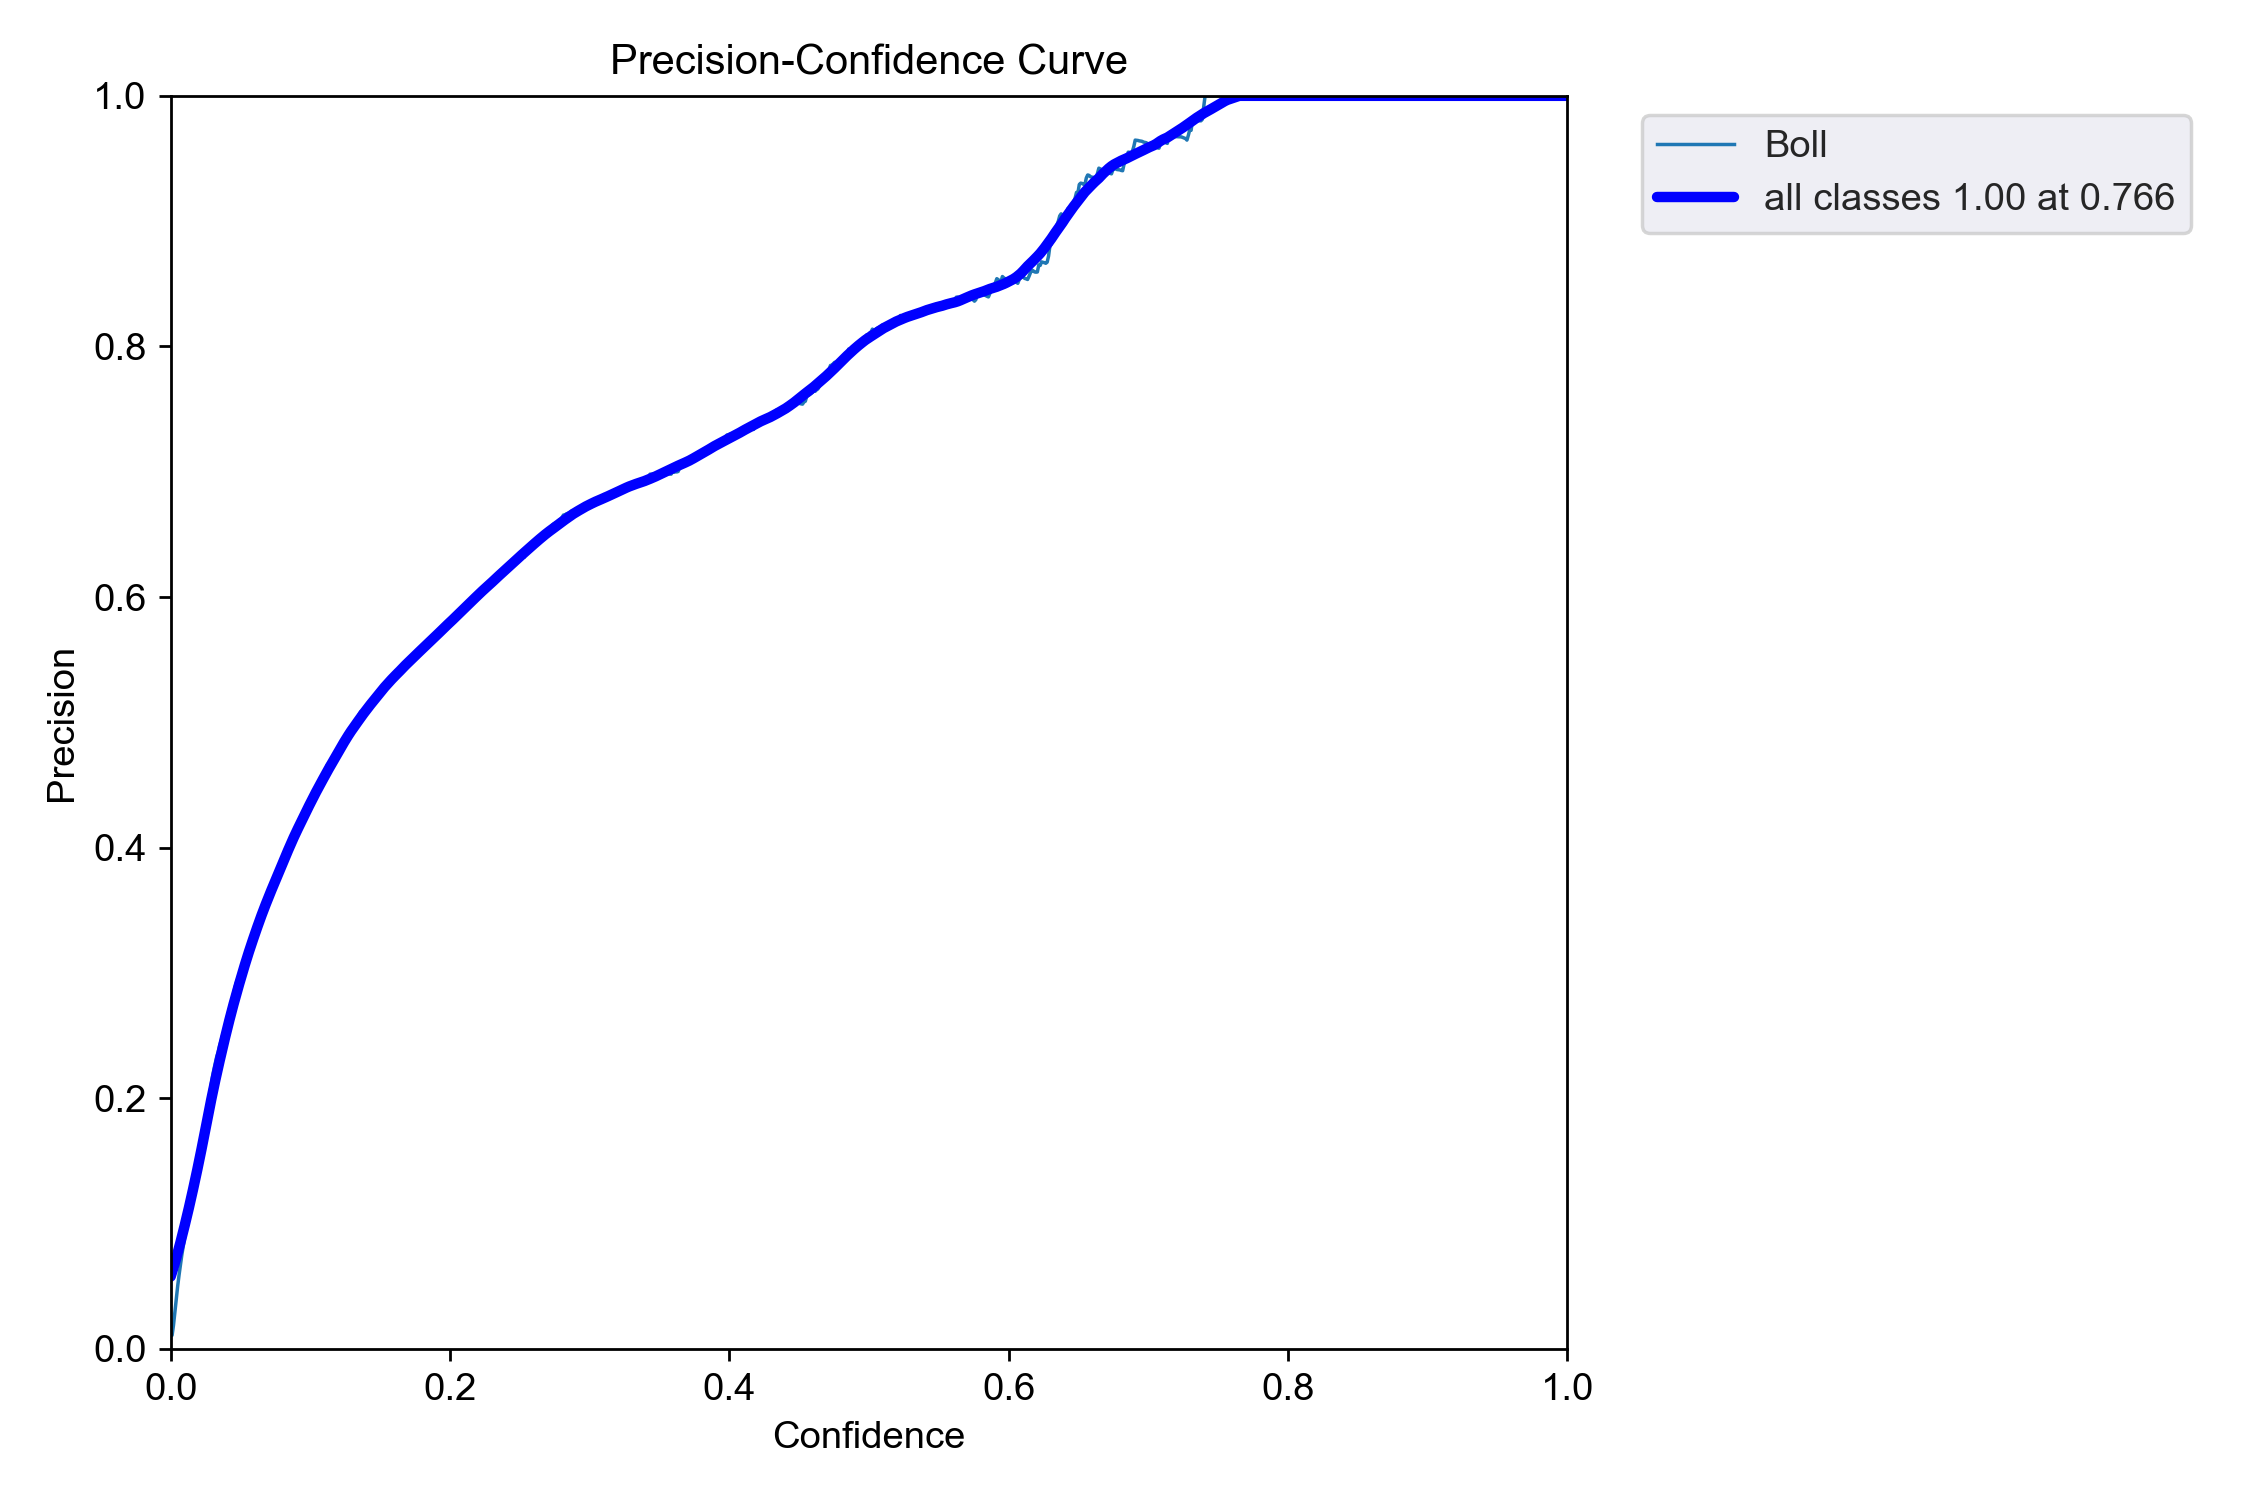 Precision-Confidence Curve
1.0
0.8
0.6
0.4
0.2
0.0
Precision
0.0 0.2 0.4 0.6 0.8 1.0
Confidence
Boll
all classes 1.00 at 0.766